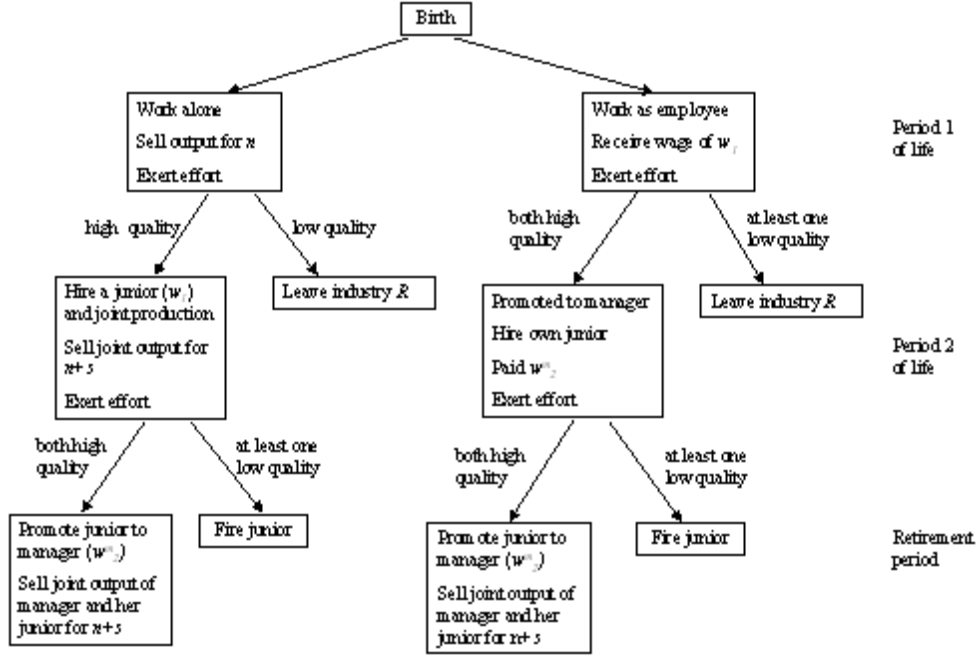 Birth
Work alone
Sell output for n
Exert effort
Work as employee
Receive wage of w₁
Exert effort
Period 1
of life
high quality
low quality
both high
quality
at least one
low quality
Hire a junior (w₁)
and joint production
Sell joint output for
n+s
Exert effort
Leave industry R
Promoted to manager
Hire own junior
Paid wᵐ₂
Exert effort
Leave industry R
Period 2
of life
both high
quality
at least one
low quality
both high
quality
at least one
low quality
Promote junior to
manager (wᵐ₂)
Sell joint output of
manager and her
junior for n+s
Fire junior
Promote junior to
manager (wᵐ₂)
Sell joint output of
manager and her
junior for n+s
Fire junior
Retirement
period